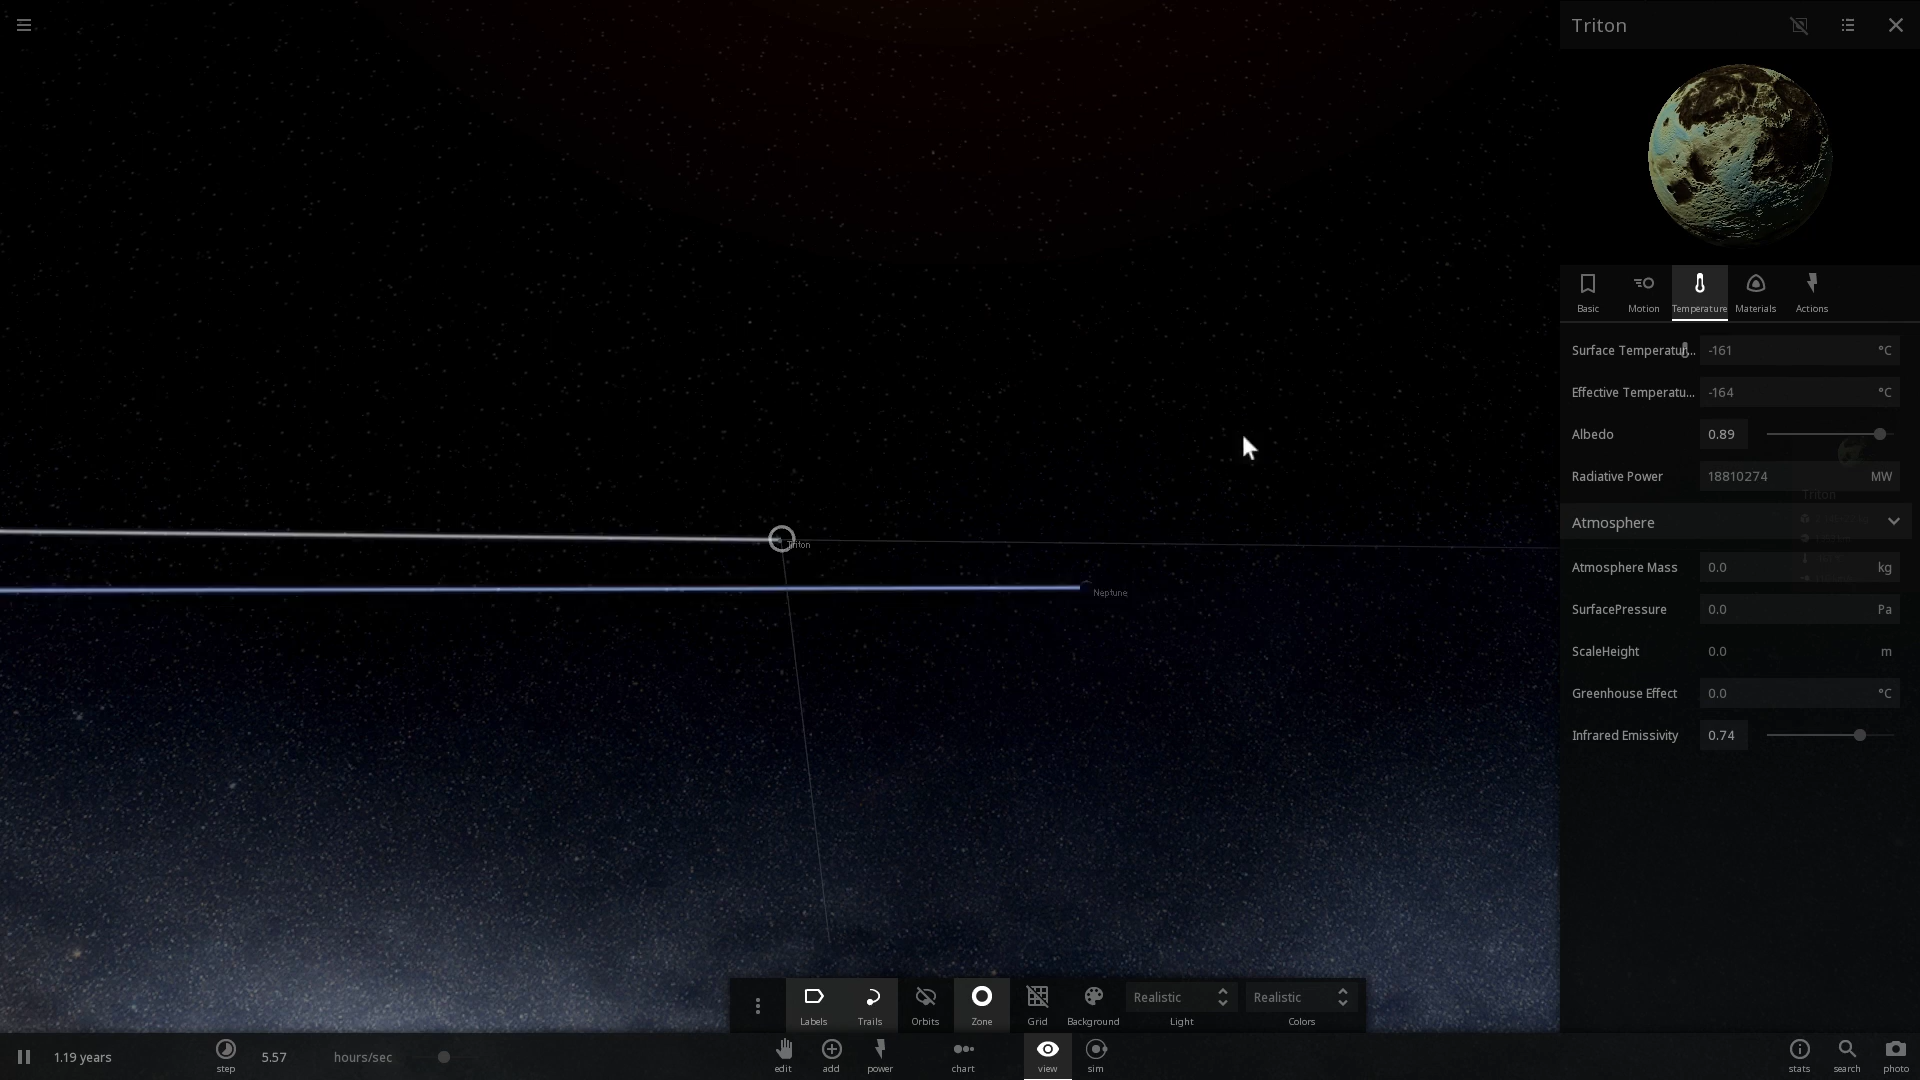 Triton
Basic
Motion
Temperature
Materials
Actions
Surface Temperatur...
-161
°C
Effective Temperatu...
-164
°C
Albedo
0.89
Radiative Power
18810274
MW
Triton
Atmosphere
Atmosphere Mass
0.0
kg
SurfacePressure
0.0
Pa
ScaleHeight
0.0
m
Greenhouse Effect
0.0
°C
Infrared Emissivity
0.74
Triton
Neptune
Labels
Trails
Orbits
Zone
Grid
Background
Realistic
Light
Realistic
Colors
1.19 years
step
5.57
hours/sec
edit
add
power
chart
view
sim
stats
search
photo